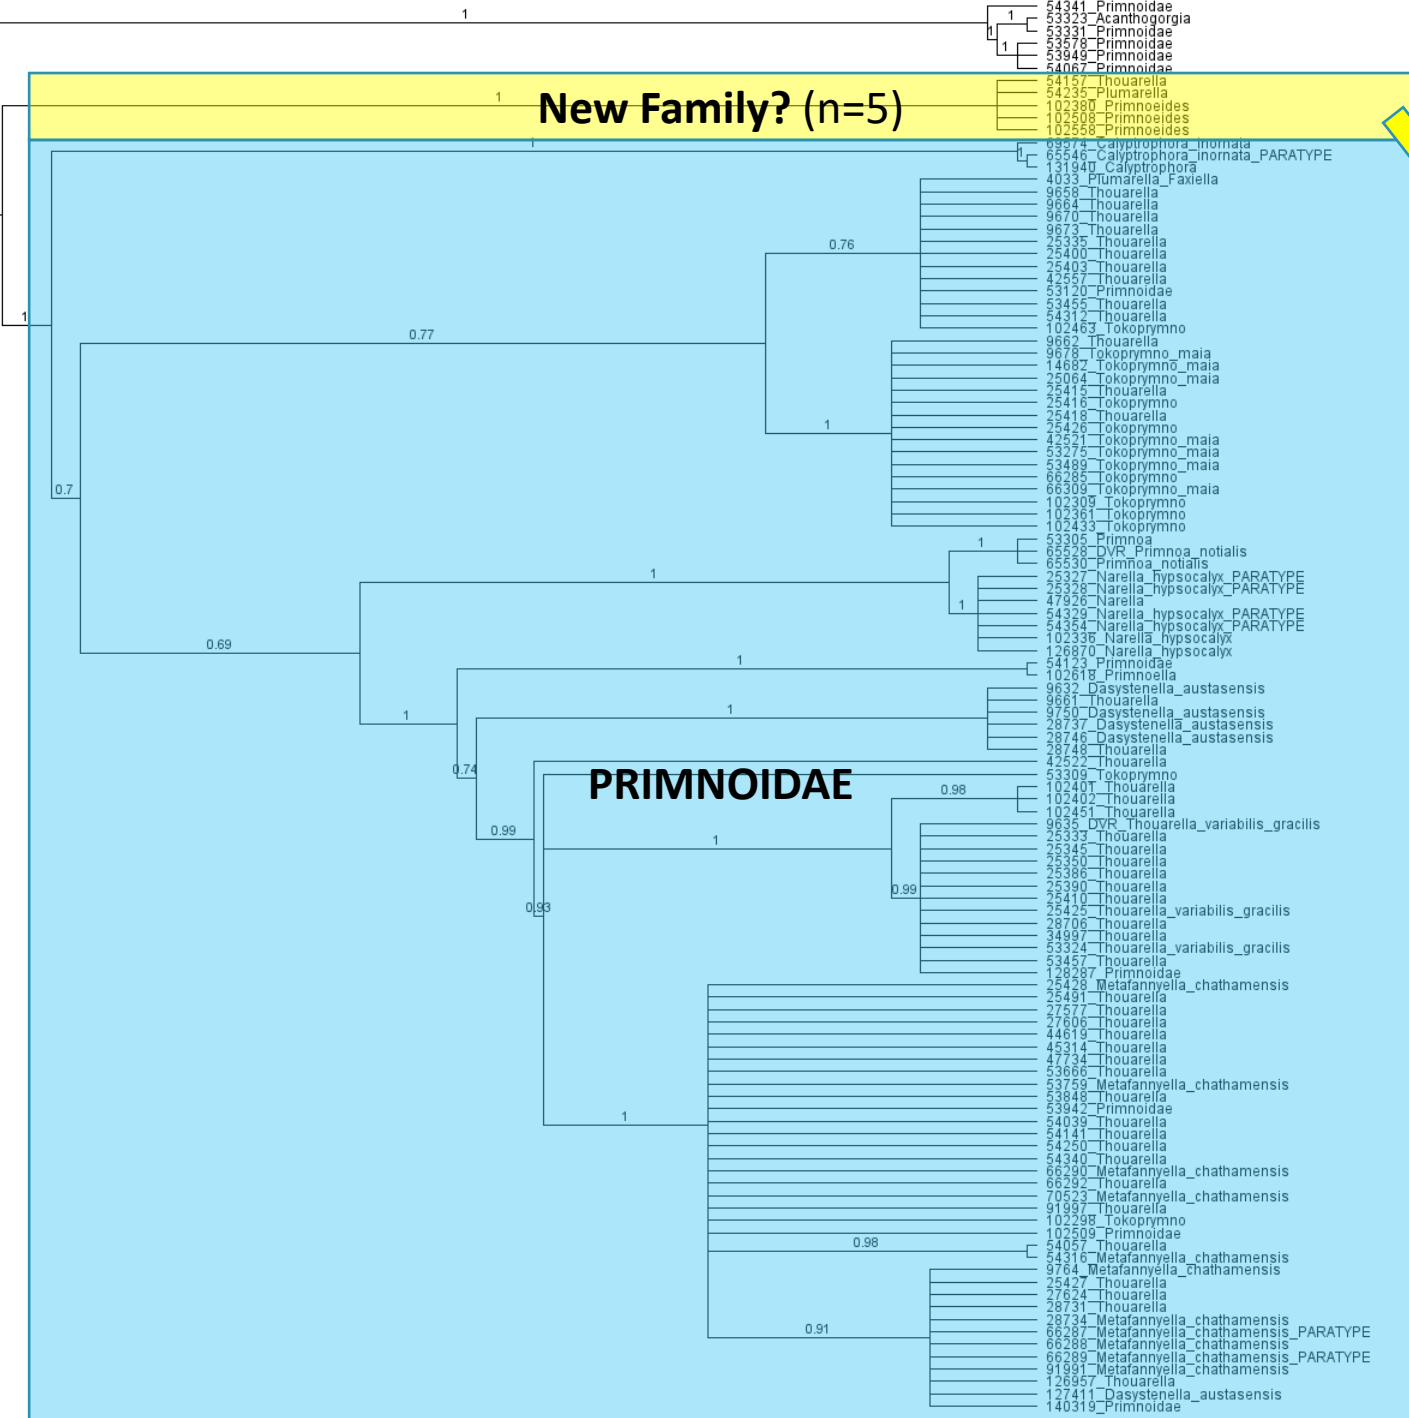 1
54341_Primnoidae
1
53323_Acanthogorgia
1
53331_Primnoidae
1
53578_Primnoidae
53949_Primnoidae
54067_Primnoidae
54157_Thouarella
1
54235_Plumarella
New Family? (n=5)
102380_Primnoeides
102508_Primnoeides
102558_Primnoeides
1
69574_Calyptrophora_inornata
1
65546_Calyptrophora_inornata_PARATYPE
131940_Calyptrophora
4033_Plumarella_Faxiella
9658_Thouarella
9664_Thouarella
9670_Thouarella
9673_Thouarella
0.76
25335_Thouarella
25400_Thouarella
25403_Thouarella
42557_Thouarella
53120_Primnoidae
53455_Thouarella
1
54312_Thouarella
102463_Tokoprymno
0.77
9662_Thouarella
9678_Tokoprymno_maia
14682_Tokoprymno_maia
25064_Tokoprymno_maia
25415_Thouarella
25416_Tokoprymno
25418_Thouarella
1
25426_Tokoprymno
42521_Tokoprymno_maia
53275_Tokoprymno_maia
53489_Tokoprymno_maia
66285_Tokoprymno
0.7
66309_Tokoprymno_maia
102309_Tokoprymno
102361_Tokoprymno
102433_Tokoprymno
1
53305_Primnoa
65528_DVR_Primnoa_notialis
65530_Primnoa_notialis
1
25327_Narella_hypsocalyx_PARATYPE
25328_Narella_hypsocalyx_PARATYPE
1
47926_Narella
54329_Narella_hypsocalyx_PARATYPE
54354_Narella_hypsocalyx_PARATYPE
102336_Narella_hypsocalyx
0.69
126870_Narella_hypsocalyx
1
54123_Primnoidae
102618_Primnoella
9632_Dasystenella_austasensis
9661_Thouarella
1
1
9750_Dasystenella_austasensis
28737_Dasystenella_austasensis
28746_Dasystenella_austasensis
28748_Thouarella
42522_Thouarella
0.74
53309_Tokoprymno
PRIMNOIDAE
0.98
102401_Thouarella
102402_Thouarella
102451_Thouarella
0.99
9635_DVR_Thouarella_variabilis_gracilis
25333_Thouarella
1
25345_Thouarella
25350_Thouarella
25386_Thouarella
0.99
25390_Thouarella
25410_Thouarella
0.93
25425_Thouarella_variabilis_gracilis
28706_Thouarella
34997_Thouarella
53324_Thouarella_variabilis_gracilis
53457_Thouarella
128287_Primnoidae
25428_Metafannyella_chathamensis
25491_Thouarella
27577_Thouarella
27606_Thouarella
44619_Thouarella
45314_Thouarella
47734_Thouarella
53666_Thouarella
53759_Metafannyella_chathamensis
53848_Thouarella
53942_Primnoidae
1
54039_Thouarella
54141_Thouarella
54250_Thouarella
54340_Thouarella
66290_Metafannyella_chathamensis
66292_Thouarella
70523_Metafannyella_chathamensis
91997_Thouarella
102298_Tokoprymno
102509_Primnoidae
0.98
54057_Thouarella
54316_Metafannyella_chathamensis
9764_Metafannyella_chathamensis
25427_Thouarella
27624_Thouarella
28731_Thouarella
28734_Metafannyella_chathamensis
0.91
66287_Metafannyella_chathamensis_PARATYPE
66288_Metafannyella_chathamensis
66289_Metafannyella_chathamensis_PARATYPE
91991_Metafannyella_chathamensis
126957_Thouarella
127411_Dasystenella_austasensis
140319_Primnoidae